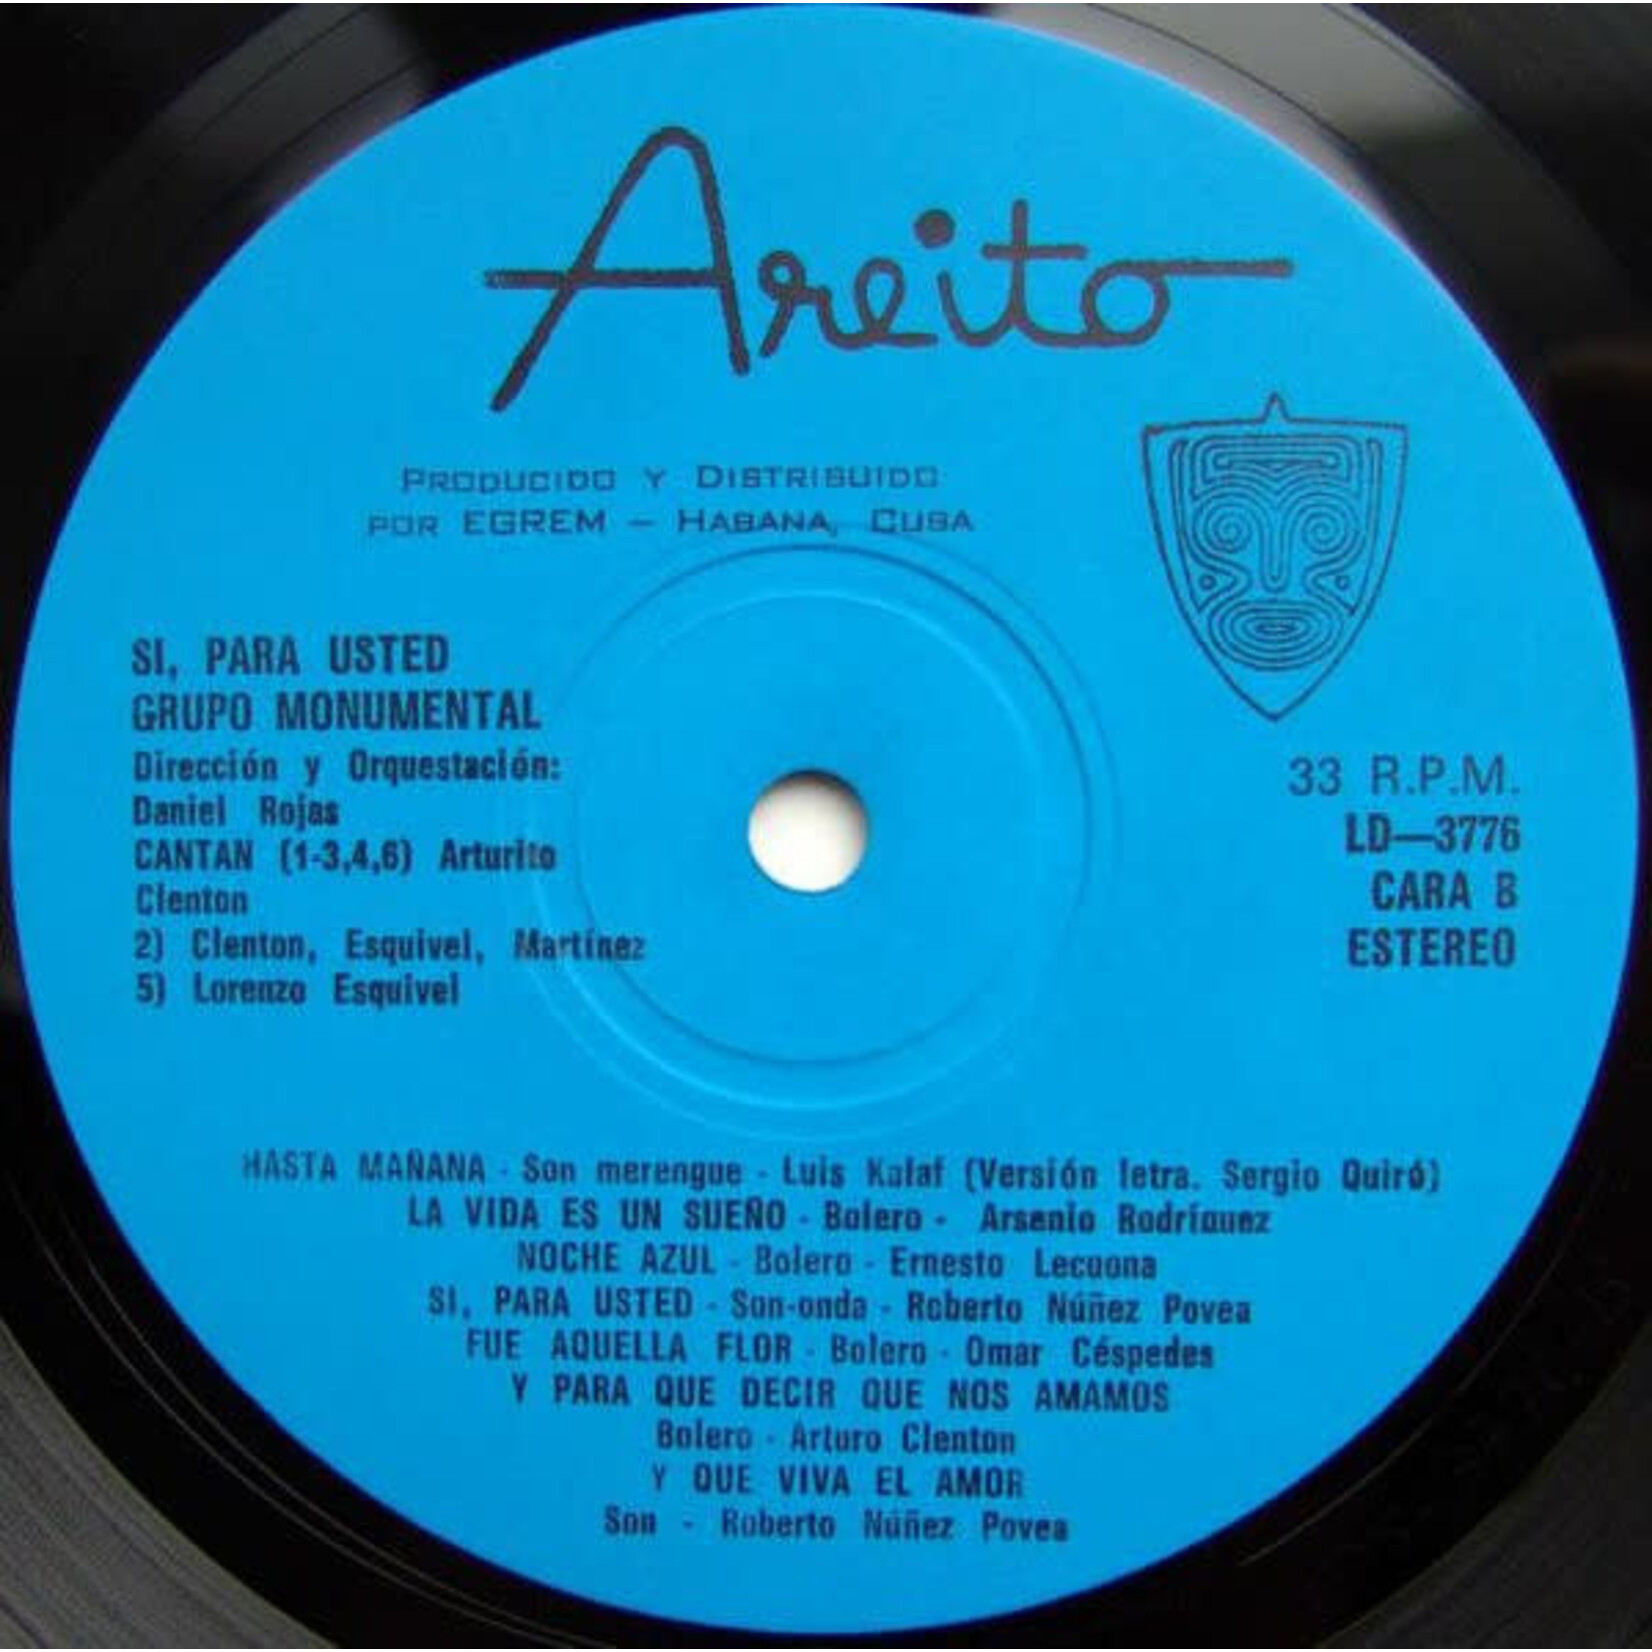 Areito
PRODUCIDO Y DISTRIBUIDO
POR EGREM – HABANA, CUBA
SI, PARA USTED
GRUPO MONUMENTAL
Dirección y Orquestación:
Daniel Rojas
CANTAN (1-3,4,6) Arturito
Clenton
2) Clenton, Esquivel, Martínez
5) Lorenzo Esquivel
33 R.P.M.
LD—3776
CARA B
ESTEREO
HASTA MAÑANA - Son merengue - Luis Kalaf (Versión letra. Sergio Quiró)
LA VIDA ES UN SUEÑO - Bolero - Arsenio Rodríguez
NOCHE AZUL - Bolero - Ernesto Lecuona
SI, PARA USTED - Son-onda - Roberto Núñez Povea
FUE AQUELLA FLOR - Bolero - Omar Céspedes
Y PARA QUE DECIR QUE NOS AMAMOS
Bolero - Arturo Clenton
Y QUE VIVA EL AMOR
Son - Roberto Núñez Povea